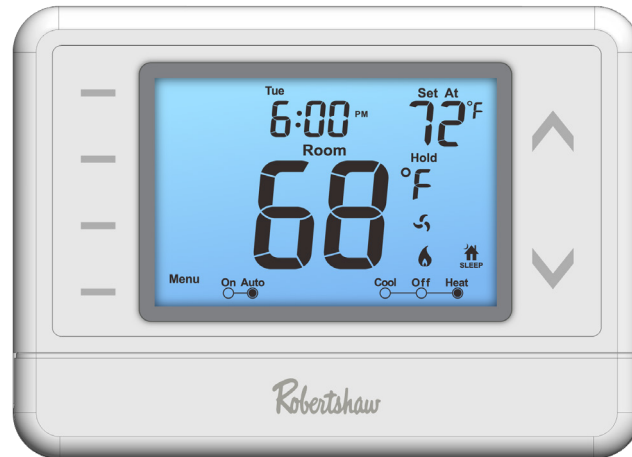 Tue
6:00 PM
Set At
72°F
Room
68
Hold
°F
SLEEP
Menu
On Auto
Cool Off Heat
Robertshaw